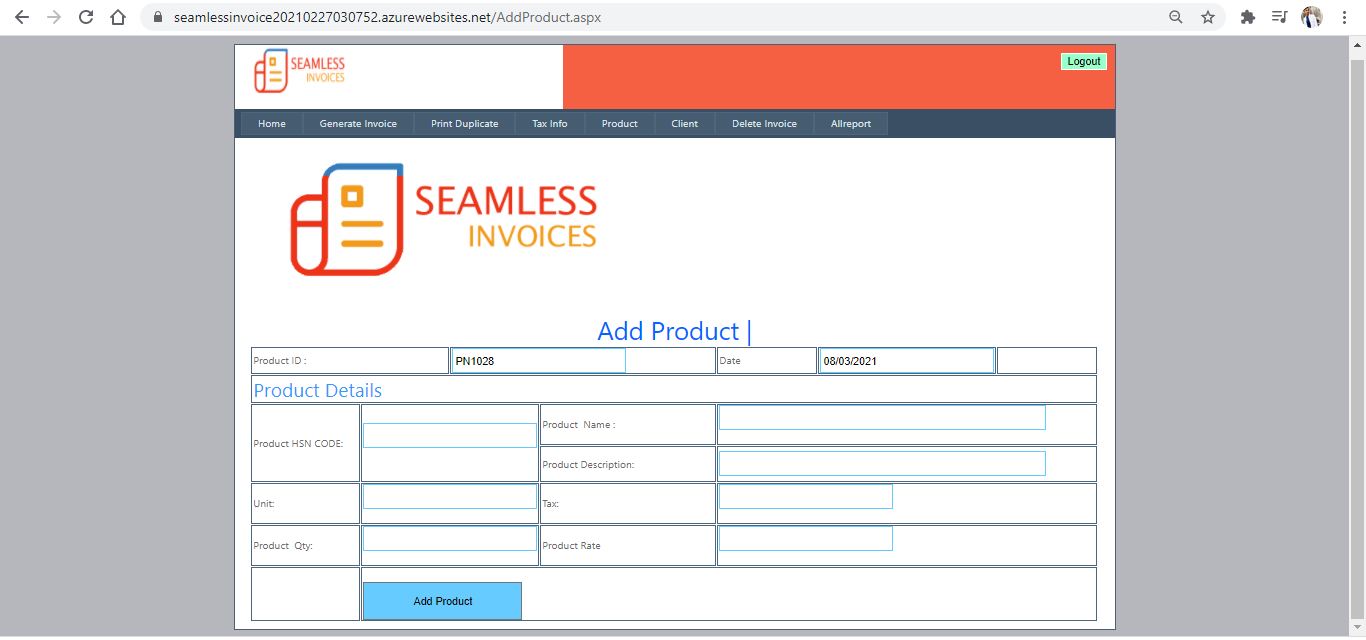 seamlessinvoice20210227030752.azurewebsites.net/AddProduct.aspx
SEAMLESS
INVOICES
Logout
Home Generate Invoice Print Duplicate Tax Info Product Client Delete Invoice Allreport
SEAMLESS
INVOICES
Add Product |
Product ID : PN1028 Date 08/03/2021
Product Details
Product HSN CODE: Product Name :
Product Description:
Unit: Tax:
Product Qty: Product Rate
Add Product